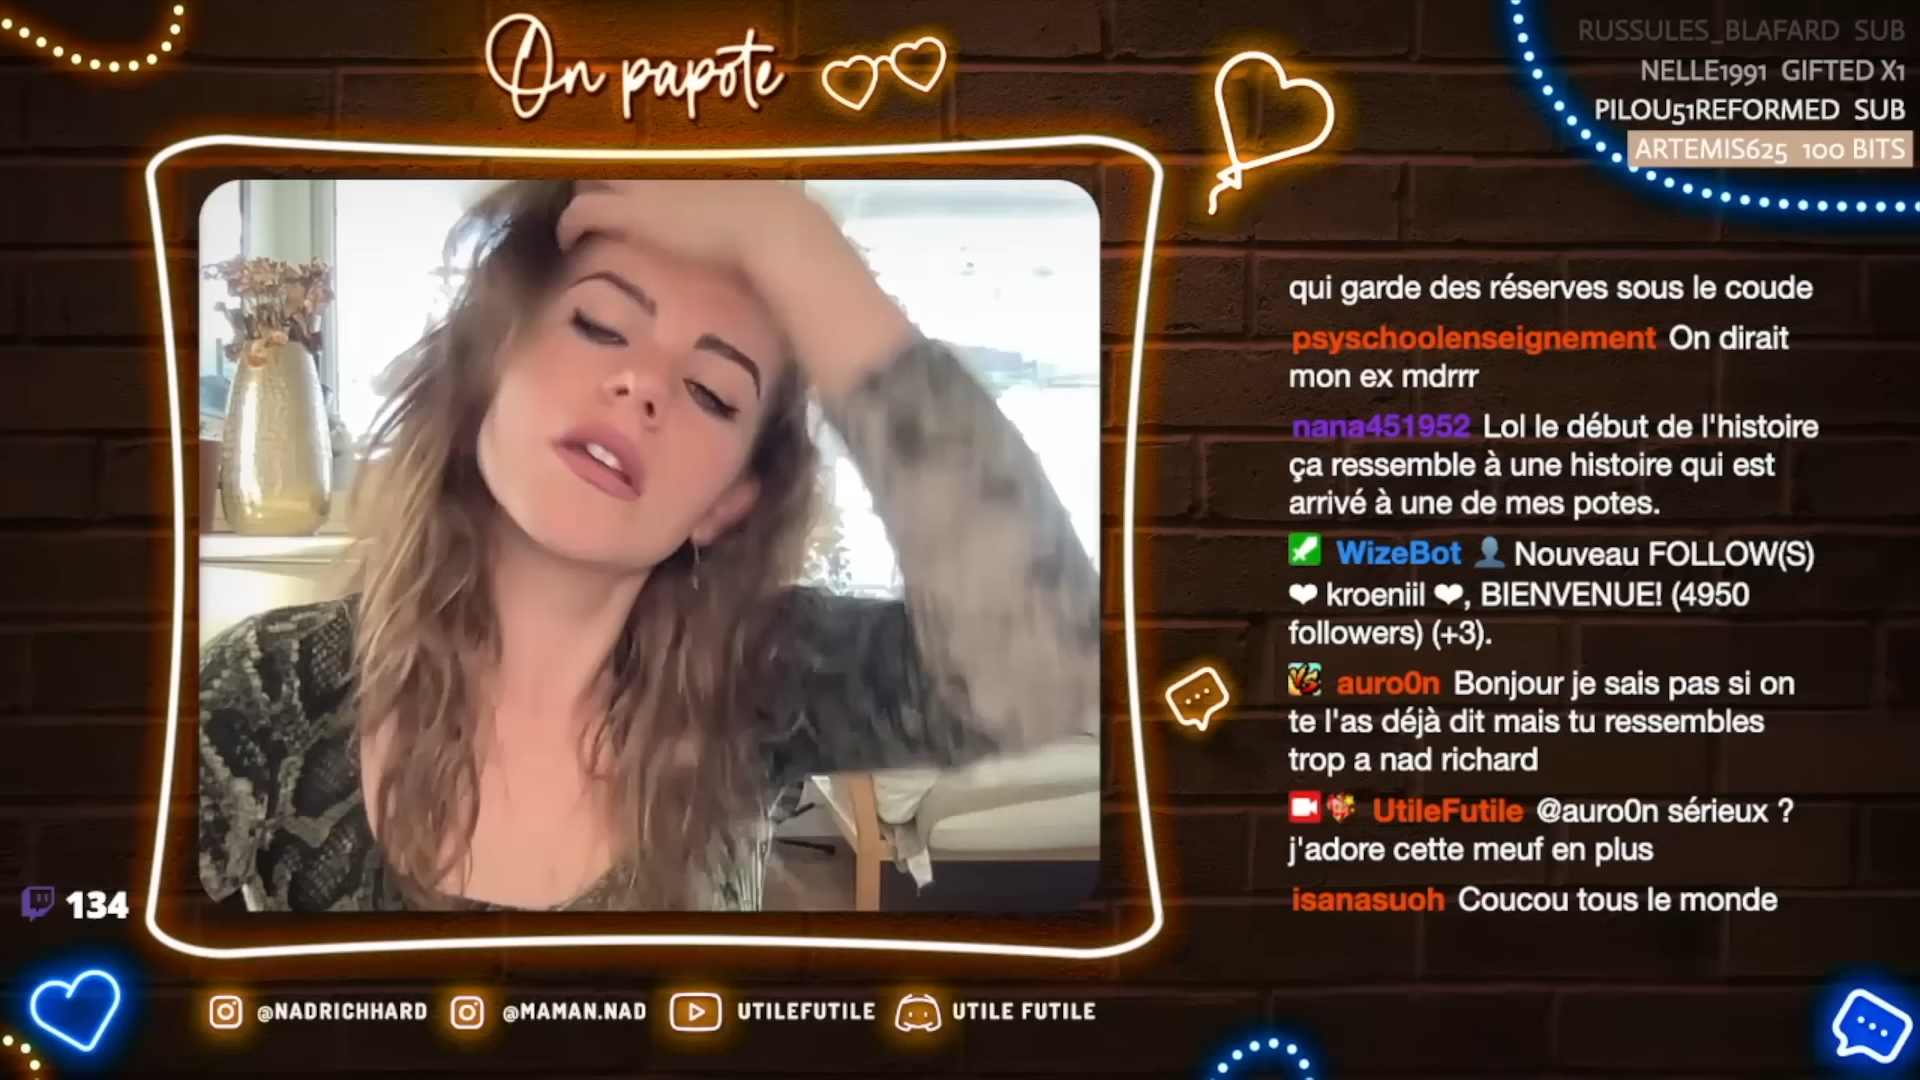 On papote
RUSSULES_BLAFARD SUB
NELLE1991 GIFTED X1
PILOU51REFORMED SUB
ARTEMIS625 100 BITS
qui garde des réserves sous le coude
psyschoolenseignement On dirait
mon ex mdrrr
nana451952 Lol le début de l'histoire
ça ressemble à une histoire qui est
arrivé à une de mes potes.
WizeBot 👤 Nouveau FOLLOW(S)
❤ kroeniil ❤, BIENVENUE! (4950
followers) (+3).
auro0n Bonjour je sais pas si on
te l'as déjà dit mais tu ressembles
trop a nad richard
UtileFutile @auro0n sérieux ?
j'adore cette meuf en plus
isanasuoh Coucou tous le monde
134
@NADRICHHARD @MAMAN.NAD UTILEFUTILE UTILE FUTILE